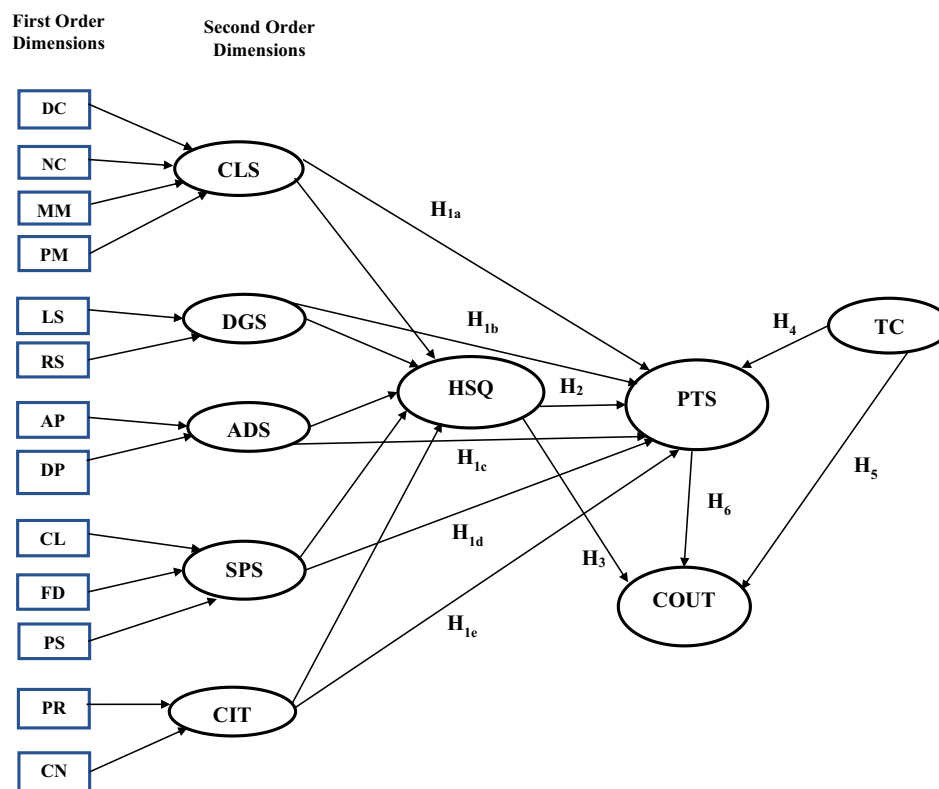 First Order
Dimensions
Second Order
Dimensions
DC
NC
MM
PM
CLS
H1a
LS
RS
DGS
H1b
TC
H4
HSQ
H2
PTS
AP
DP
ADS
H1c
H5
CL
FD
PS
SPS
H1d
H6
H3
COUT
H1e
PR
CN
CIT